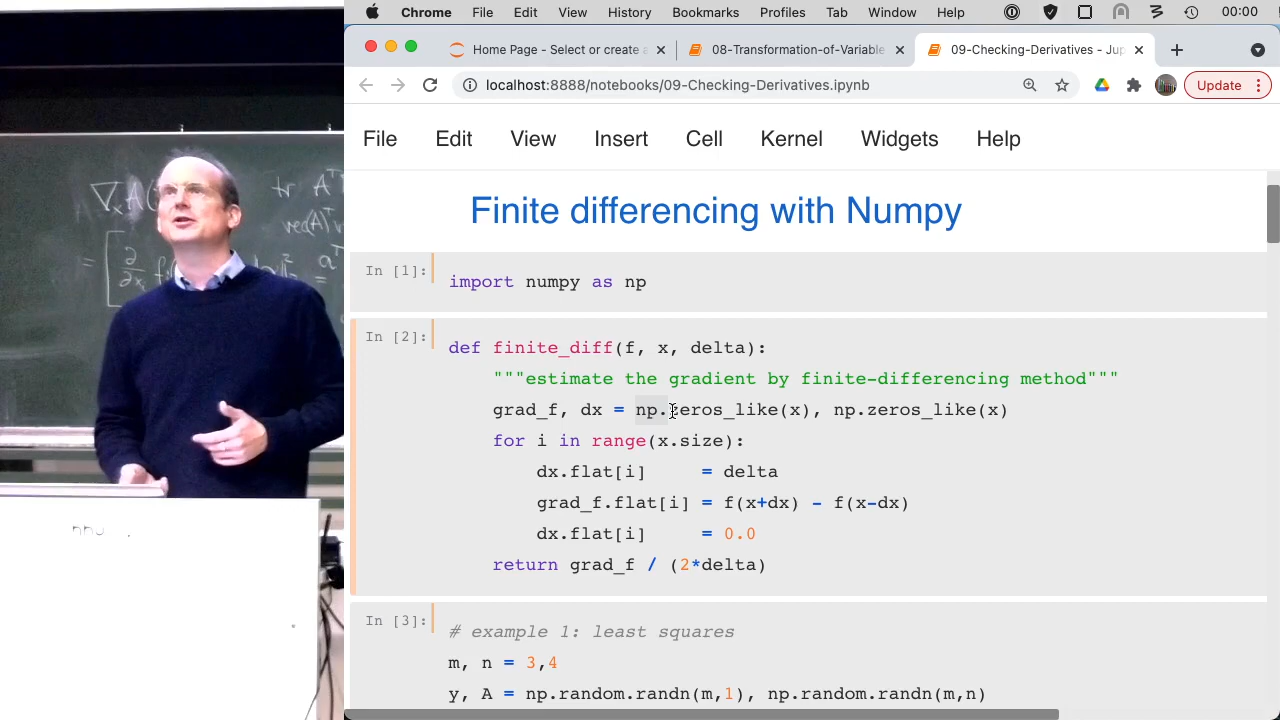 Chrome File Edit View History Bookmarks Profiles Tab Window Help 00:00
Home Page - Select or create a 08-Transformation-of-Variable 09-Checking-Derivatives - Jup
localhost:8888/notebooks/09-Checking-Derivatives.ipynb Update
File Edit View Insert Cell Kernel Widgets Help
Finite differencing with Numpy
In [1]:
import numpy as np
In [2]:
def finite_diff(f, x, delta):
"""estimate the gradient by finite-differencing method"""
grad_f, dx = np.zeros_like(x), np.zeros_like(x)
for i in range(x.size):
dx.flat[i] = delta
grad_f.flat[i] = f(x+dx) - f(x-dx)
dx.flat[i] = 0.0
return grad_f / (2*delta)
In [3]:
# example 1: least squares
m, n = 3,4
y, A = np.random.randn(m,1), np.random.randn(m,n)